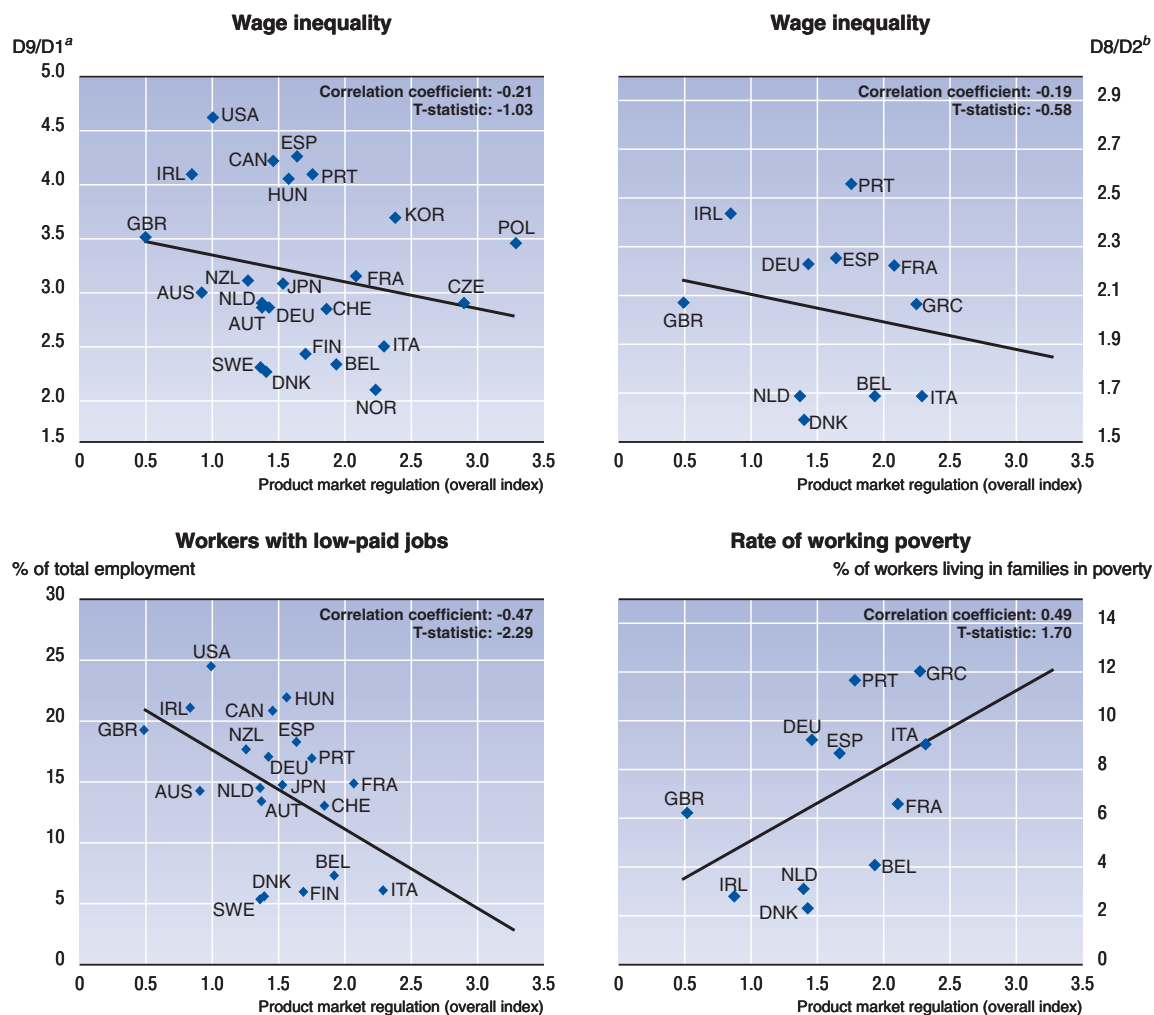 Wage inequality
D9/D1a
5.0
4.5
4.0
3.5
3.0
2.5
2.0
1.5
Correlation coefficient: -0.21
T-statistic: -1.03
USA
ESP
CAN
IRL
PRT
HUN
KOR
GBR
POL
NZL
FRA
JPN
CZE
AUS
NLD
AUT
DEU
CHE
FIN
ITA
SWE
BEL
DNK
NOR
0 0.5 1.0 1.5 2.0 2.5 3.0 3.5
Product market regulation (overall index)
Wage inequality
D8/D2b
2.9
2.7
2.5
2.3
2.1
1.9
1.7
1.5
Correlation coefficient: -0.19
T-statistic: -0.58
PRT
IRL
DEU
ESP
FRA
GRC
GBR
BEL
NLD
ITA
DNK
0 0.5 1.0 1.5 2.0 2.5 3.0 3.5
Product market regulation (overall index)
Workers with low-paid jobs
% of total employment
30
25
20
15
10
5
0
Correlation coefficient: -0.47
T-statistic: -2.29
USA
HUN
IRL
CAN
GBR
NZL
ESP
PRT
DEU
FRA
AUS
NLD
JPN
AUT
CHE
BEL
DNK
FIN
ITA
SWE
0 0.5 1.0 1.5 2.0 2.5 3.0 3.5
Product market regulation (overall index)
Rate of working poverty
% of workers living in families in poverty
14
12
10
8
6
4
2
0
Correlation coefficient: 0.49
T-statistic: 1.70
GRC
PRT
DEU
ESP
ITA
GBR
FRA
BEL
NLD
IRL
DNK
0 0.5 1.0 1.5 2.0 2.5 3.0 3.5
Product market regulation (overall index)